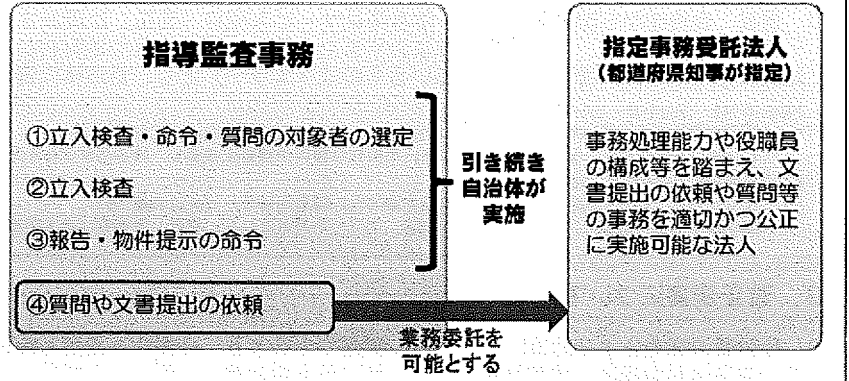 指導監査事務
①立入検査・命令・質問の対象者の選定
②立入検査
③報告・物件提示の命令
④質問や文書提出の依頼
引き続き
自治体が
実施
業務委託を
可能とする
指定事務受託法人
（都道府県知事が指定）
事務処理能力や役職員
の構成等を踏まえ、文
書提出の依頼や質問等
の事務を適切かつ公正
に実施可能な法人